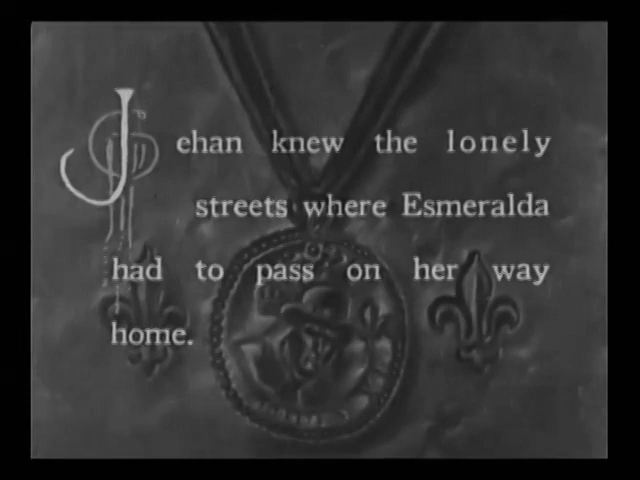 Jehan knew the lonely
streets where Esmeralda
had to pass on her way
home.